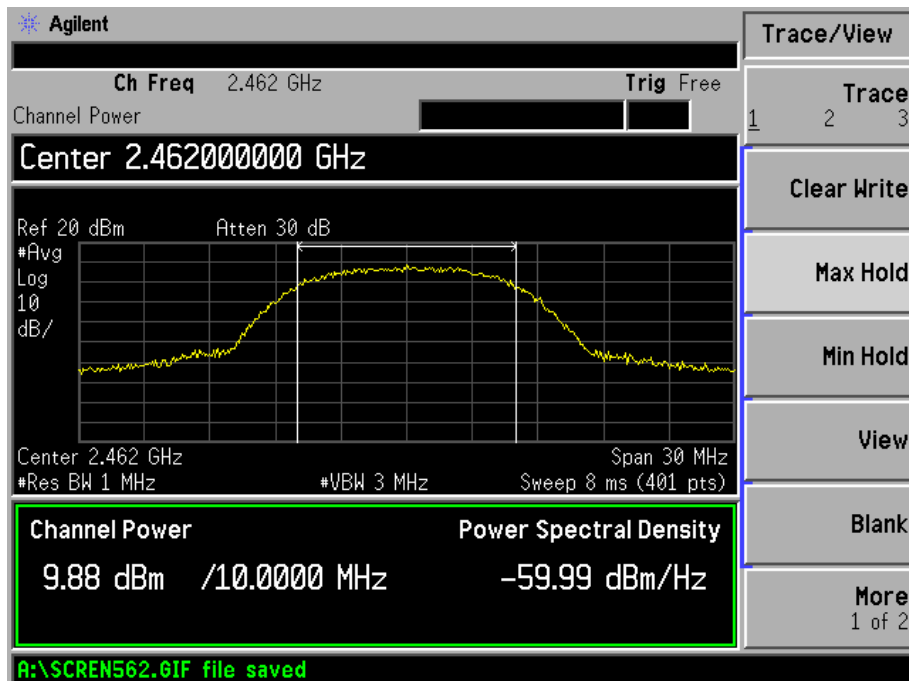 Agilent
Trace/View
Ch Freq 2.462 GHz Trig Free
Channel Power
Trace
1 2 3
Center 2.462000000 GHz
Clear Write
Ref 20 dBm Atten 30 dB
#Avg
Log
10
dB/
Max Hold
Min Hold
View
Center 2.462 GHz Span 30 MHz
#Res BW 1 MHz #VBW 3 MHz Sweep 8 ms (401 pts)
Channel Power Power Spectral Density
9.88 dBm /10.0000 MHz -59.99 dBm/Hz
Blank
More
1 of 2
A:\SCREN562.GIF file saved